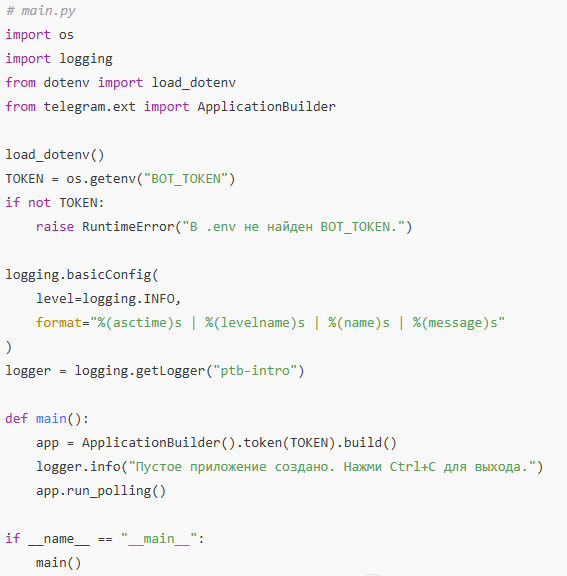 # main.py
import os
import logging
from dotenv import load_dotenv
from telegram.ext import ApplicationBuilder

load_dotenv()
TOKEN = os.getenv("BOT_TOKEN")
if not TOKEN:
    raise RuntimeError("В .env не найден BOT_TOKEN.")

logging.basicConfig(
    level=logging.INFO,
    format="%(asctime)s | %(levelname)s | %(name)s | %(message)s"
)
logger = logging.getLogger("ptb-intro")

def main():
    app = ApplicationBuilder().token(TOKEN).build()
    logger.info("Пустое приложение создано. Нажми Ctrl+C для выхода.")
    app.run_polling()

if __name__ == "__main__":
    main()